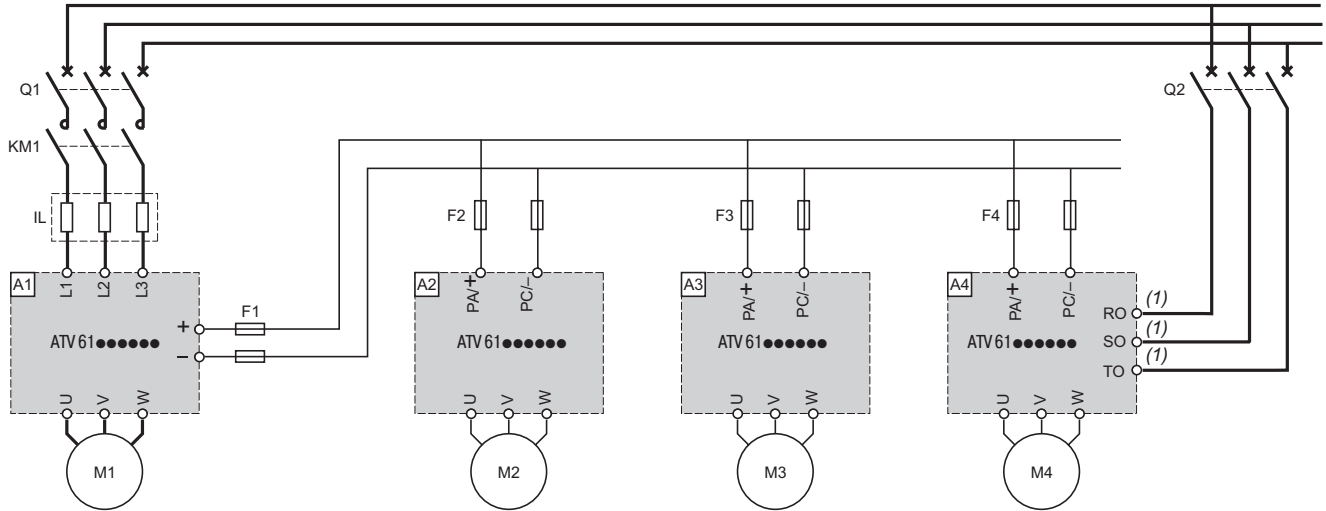 Q1
Q2
KM1
IL
F2
F3
F4
A1
L1
L2
L3
A2
PA/+
PC/–
A3
PA/+
PC/–
A4
PA/+
PC/–
F1
+
–
ATV 61●●●●●●
ATV 61●●●●●●
ATV 61●●●●●●
ATV 61●●●●●●
RO
(1)
SO
(1)
TO
(1)
U
V
W
U
V
W
U
V
W
U
V
W
M1
M2
M3
M4